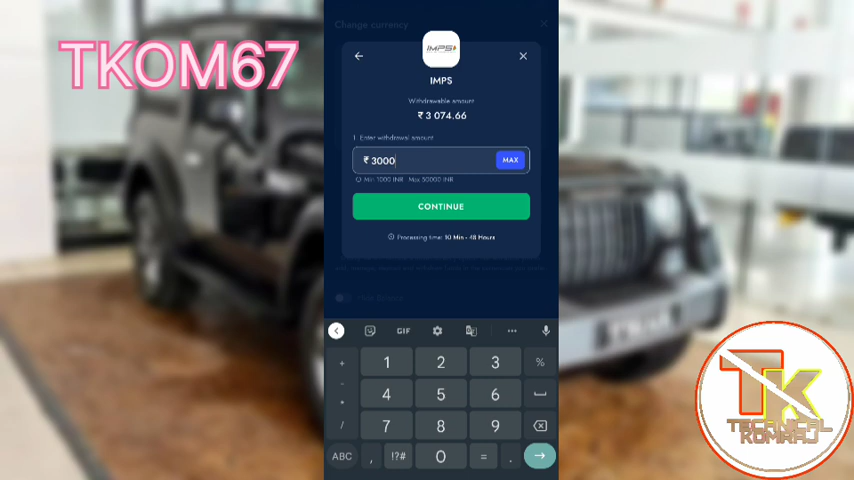 TKOM67
Change currency
IMPS
IMPS
Withdrawable amount
₹ 3 074.66
1. Enter withdrawal amount
₹ 3000
MAX
Min 1000 INR Max 50000 INR
CONTINUE
Processing time: 10 Min - 48 Hours
GIF
+ 1 2 3 %
- 4 5 6
*
/ 7 8 9
ABC , !?# 0 = .
TK
TECHNICAL
ROMRAJ